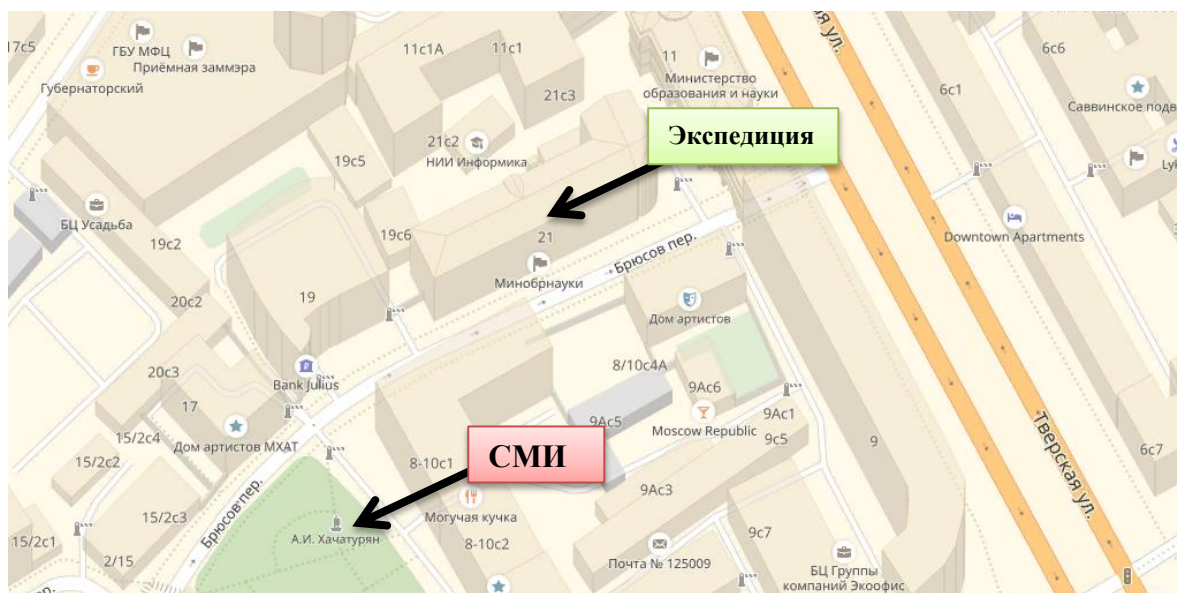 17с5
ГБУ МФЦ
Приёмная заммэра
Губернаторский
11с1А
11с1
11
Министерство
образования и науки
ул.
6с6
6с1
Саввинское подв
21с3
21с2
НИИ Информика
Экспедиция
19с5
БЦ Усадьба
19с2
19с6
21
Минобрнауки
Брюсов пер.
Downtown Apartments
20с2
19
Дом артистов
20с3
Bank Julius
8/10с4А
9Ас6
17
Дом артистов МХАТ
9Ас5
Moscow Republic
9Ас1
9с5
9
Тверская ул.
15/2с4
15/2с2
8-10с1
СМИ
6с7
9Ас3
15/2с3
Брюсов пер.
Могучая кучка
А.И. Хачатурян
15/2с1
2/15
8-10с2
Почта № 125009
9с7
БЦ Группы
компаний Экоофис